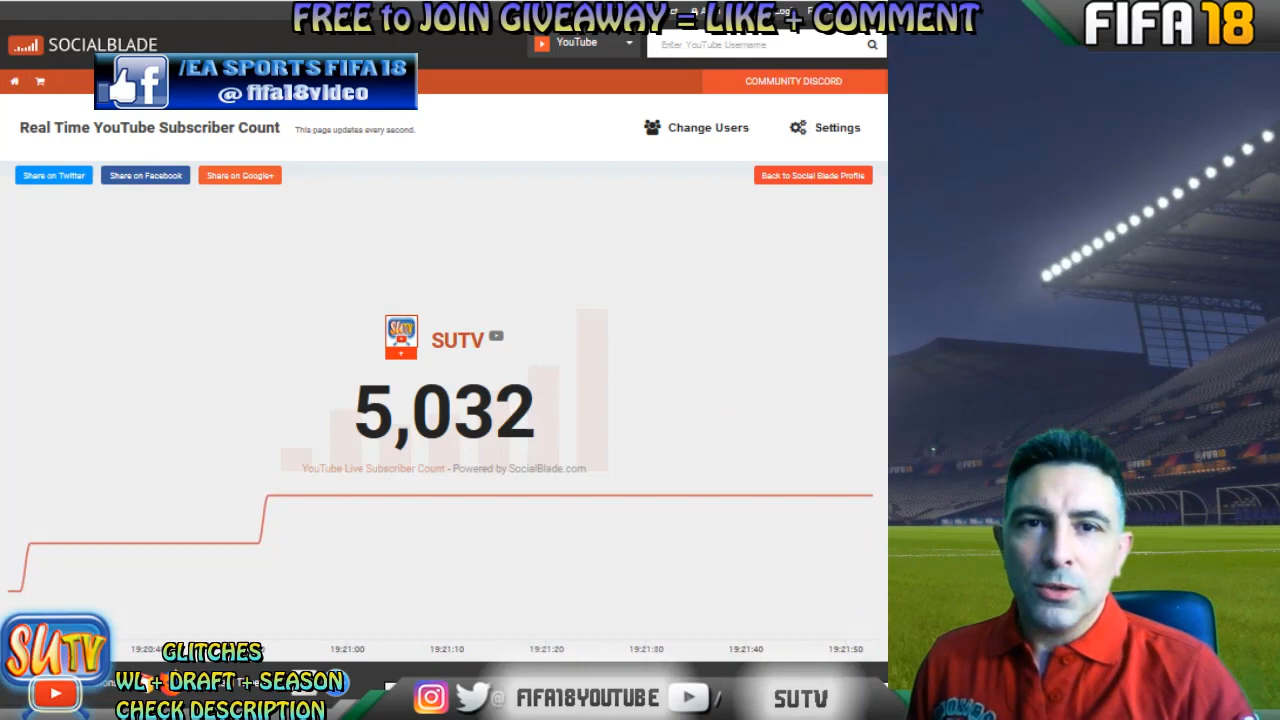 FREE to JOIN GIVEAWAY = LIKE + COMMENT
FIFA 18
SOCIALBLADE
YouTube
Enter YouTube Username
/EA SPORTS FIFA 18
@ fifa18video
COMMUNITY DISCORD
Real Time YouTube Subscriber Count
This page updates every second.
Change Users
Settings
Share on Twitter
Share on Facebook
Share on Google+
Back to Social Blade Profile
SUTV
5,032
YouTube Live Subscriber Count - Powered by SocialBlade.com
19:21:00
19:21:10
19:21:20
19:21:30
19:21:40
19:21:50
SUTV
GLITCHES
WL + DRAFT + SEASON
CHECK DESCRIPTION
@ FIFA18YOUTUBE
/ SUTV